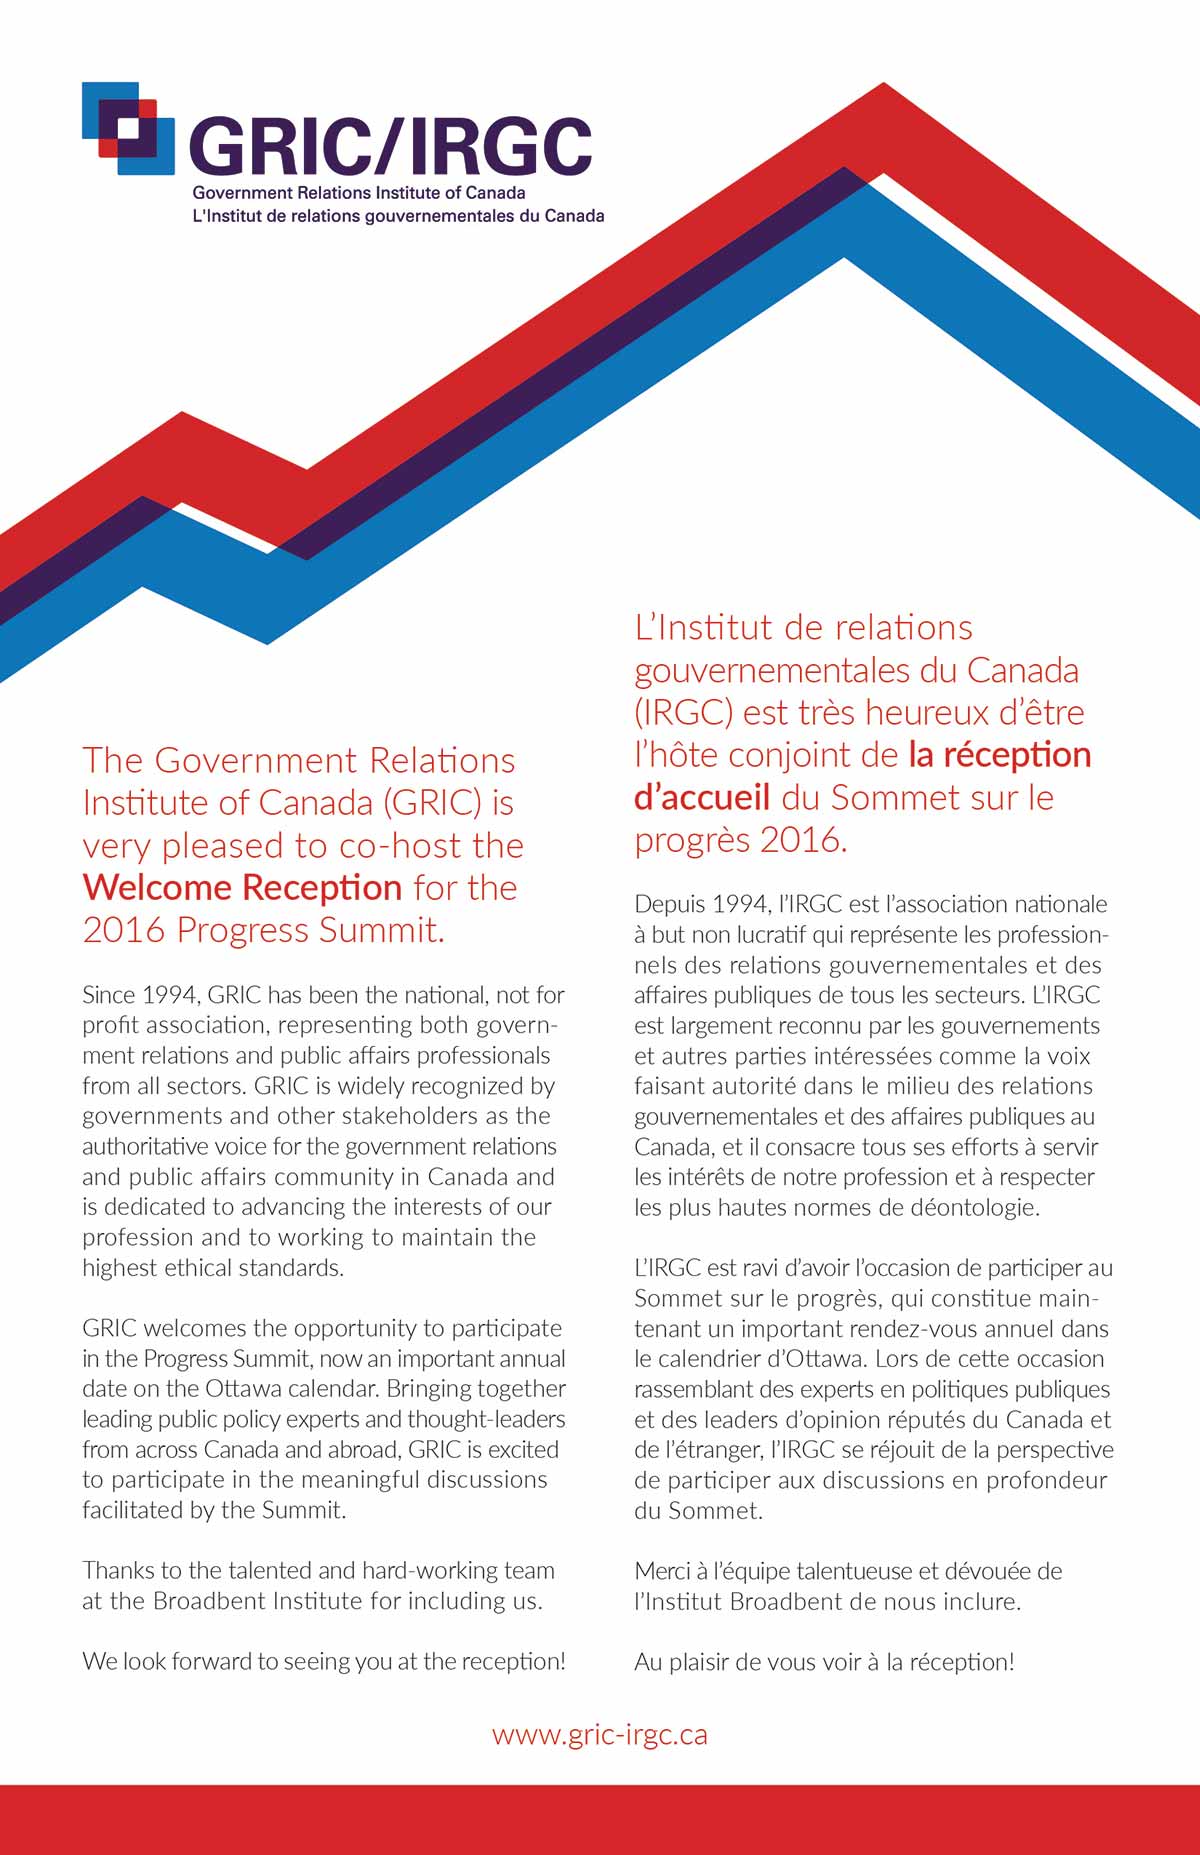 GRIC/IRGC
Government Relations Institute of Canada
L'Institut de relations gouvernementales du Canada
The Government Relations
Institute of Canada (GRIC) is
very pleased to co-host the
Welcome Reception for the
2016 Progress Summit.
Since 1994, GRIC has been the national, not for
profit association, representing both govern-
ment relations and public affairs professionals
from all sectors. GRIC is widely recognized by
governments and other stakeholders as the
authoritative voice for the government relations
and public affairs community in Canada and
is dedicated to advancing the interests of our
profession and to working to maintain the
highest ethical standards.
GRIC welcomes the opportunity to participate
in the Progress Summit, now an important annual
date on the Ottawa calendar. Bringing together
leading public policy experts and thought-leaders
from across Canada and abroad, GRIC is excited
to participate in the meaningful discussions
facilitated by the Summit.
Thanks to the talented and hard-working team
at the Broadbent Institute for including us.
We look forward to seeing you at the reception!
L’Institut de relations
gouvernementales du Canada
(IRGC) est très heureux d’être
l’hôte conjoint de la réception
d’accueil du Sommet sur le
progrès 2016.
Depuis 1994, l’IRGC est l’association nationale
à but non lucratif qui représente les profession-
nels des relations gouvernementales et des
affaires publiques de tous les secteurs. L’IRGC
est largement reconnu par les gouvernements
et autres parties intéressées comme la voix
faisant autorité dans le milieu des relations
gouvernementales et des affaires publiques au
Canada, et il consacre tous ses efforts à servir
les intérêts de notre profession et à respecter
les plus hautes normes de déontologie.
L’IRGC est ravi d’avoir l’occasion de participer au
Sommet sur le progrès, qui constitue main-
tenant un important rendez-vous annuel dans
le calendrier d’Ottawa. Lors de cette occasion
rassemblant des experts en politiques publiques
et des leaders d’opinion réputés du Canada et
de l’étranger, l’IRGC se réjouit de la perspective
de participer aux discussions en profondeur
du Sommet.
Merci à l’équipe talentueuse et dévouée de
l’Institut Broadbent de nous inclure.
Au plaisir de vous voir à la réception!
www.gric-irgc.ca